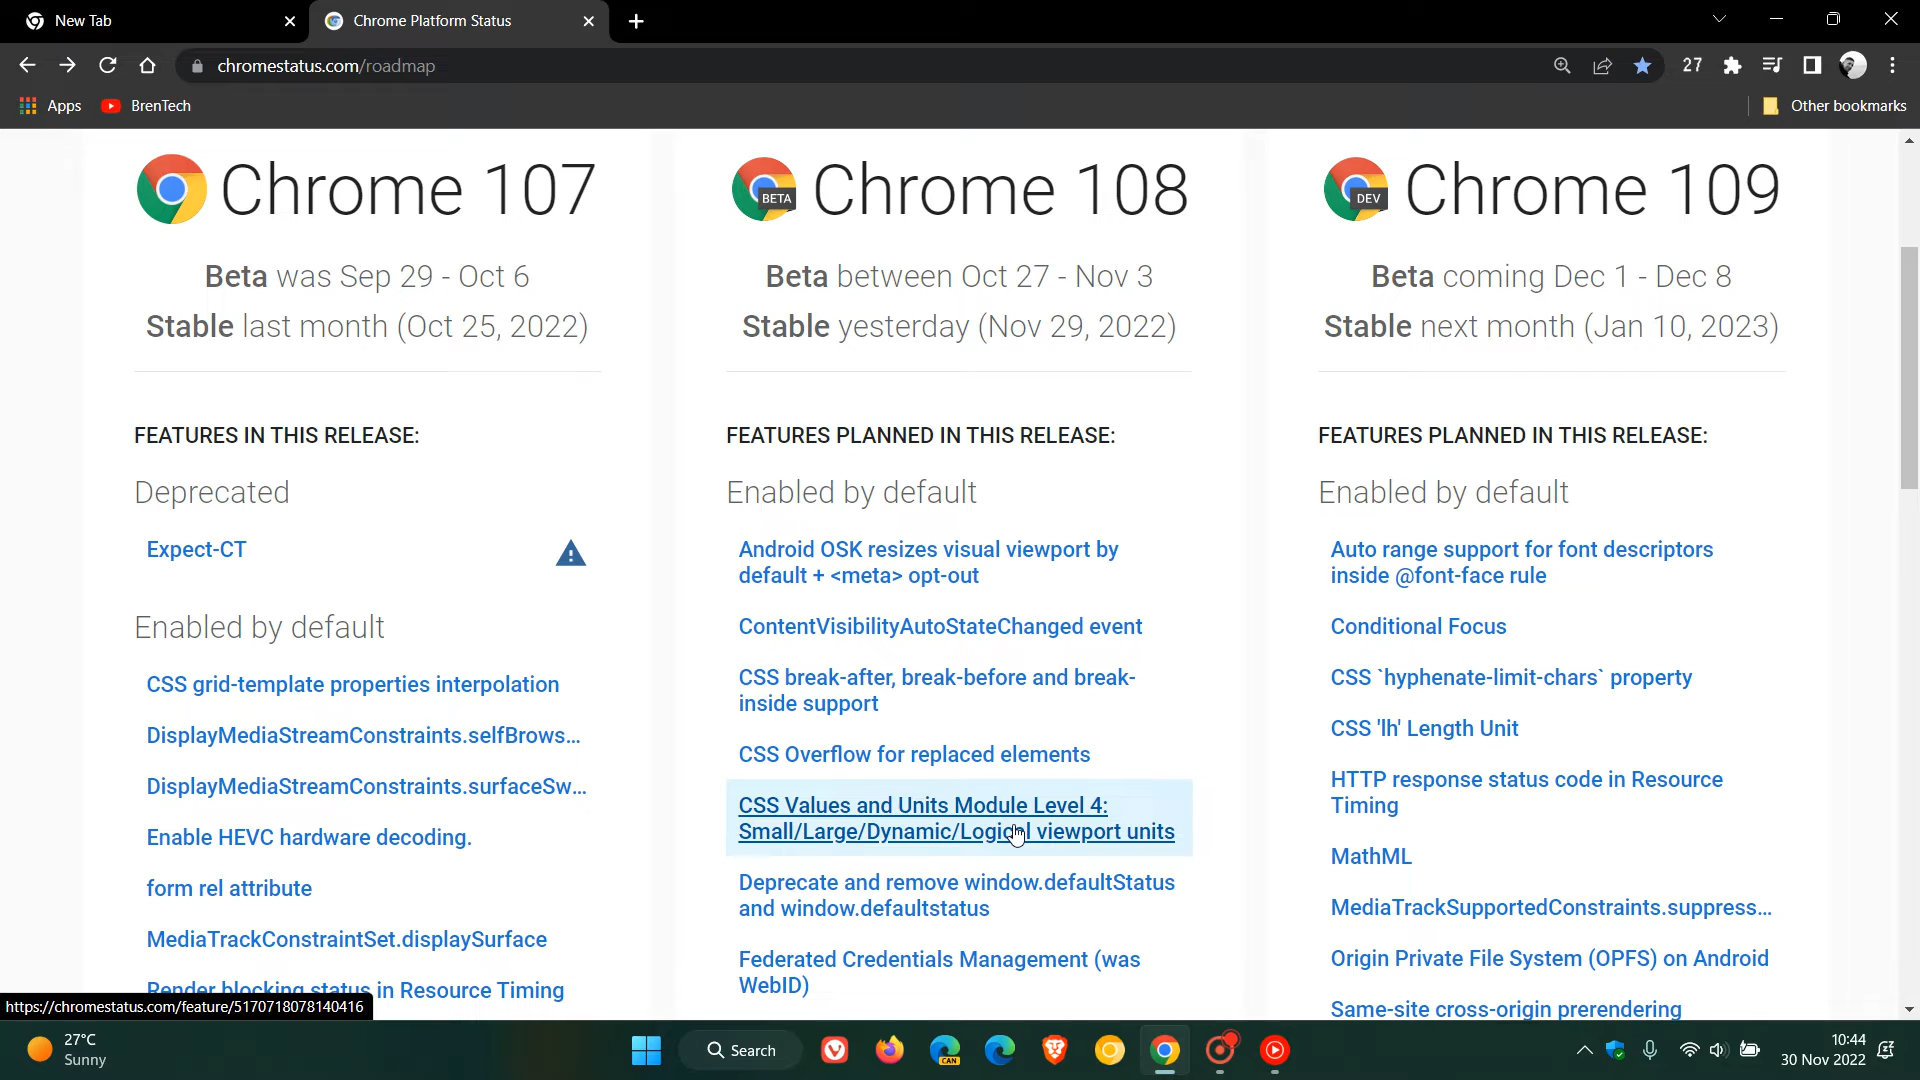 New Tab
Chrome Platform Status
chromestatus.com/roadmap
27
Apps
BrenTech
Other bookmarks
Chrome 107
Beta was Sep 29 - Oct 6
Stable last month (Oct 25, 2022)
FEATURES IN THIS RELEASE:
Deprecated
Expect-CT
Enabled by default
CSS grid-template properties interpolation
DisplayMediaStreamConstraints.selfBrows...
DisplayMediaStreamConstraints.surfaceSw...
Enable HEVC hardware decoding.
form rel attribute
MediaTrackConstraintSet.displaySurface
Render blocking status in Resource Timing
BETA
Chrome 108
Beta between Oct 27 - Nov 3
Stable yesterday (Nov 29, 2022)
FEATURES PLANNED IN THIS RELEASE:
Enabled by default
Android OSK resizes visual viewport by
default + <meta> opt-out
ContentVisibilityAutoStateChanged event
CSS break-after, break-before and break-
inside support
CSS Overflow for replaced elements
CSS Values and Units Module Level 4:
Small/Large/Dynamic/Logical viewport units
Deprecate and remove window.defaultStatus
and window.defaultstatus
Federated Credentials Management (was
WebID)
DEV
Chrome 109
Beta coming Dec 1 - Dec 8
Stable next month (Jan 10, 2023)
FEATURES PLANNED IN THIS RELEASE:
Enabled by default
Auto range support for font descriptors
inside @font-face rule
Conditional Focus
CSS `hyphenate-limit-chars` property
CSS 'lh' Length Unit
HTTP response status code in Resource
Timing
MathML
MediaTrackSupportedConstraints.suppress...
Origin Private File System (OPFS) on Android
Same-site cross-origin prerendering
https://chromestatus.com/feature/5170718078140416
27°C
Sunny
Search
CAN
10:44
30 Nov 2022